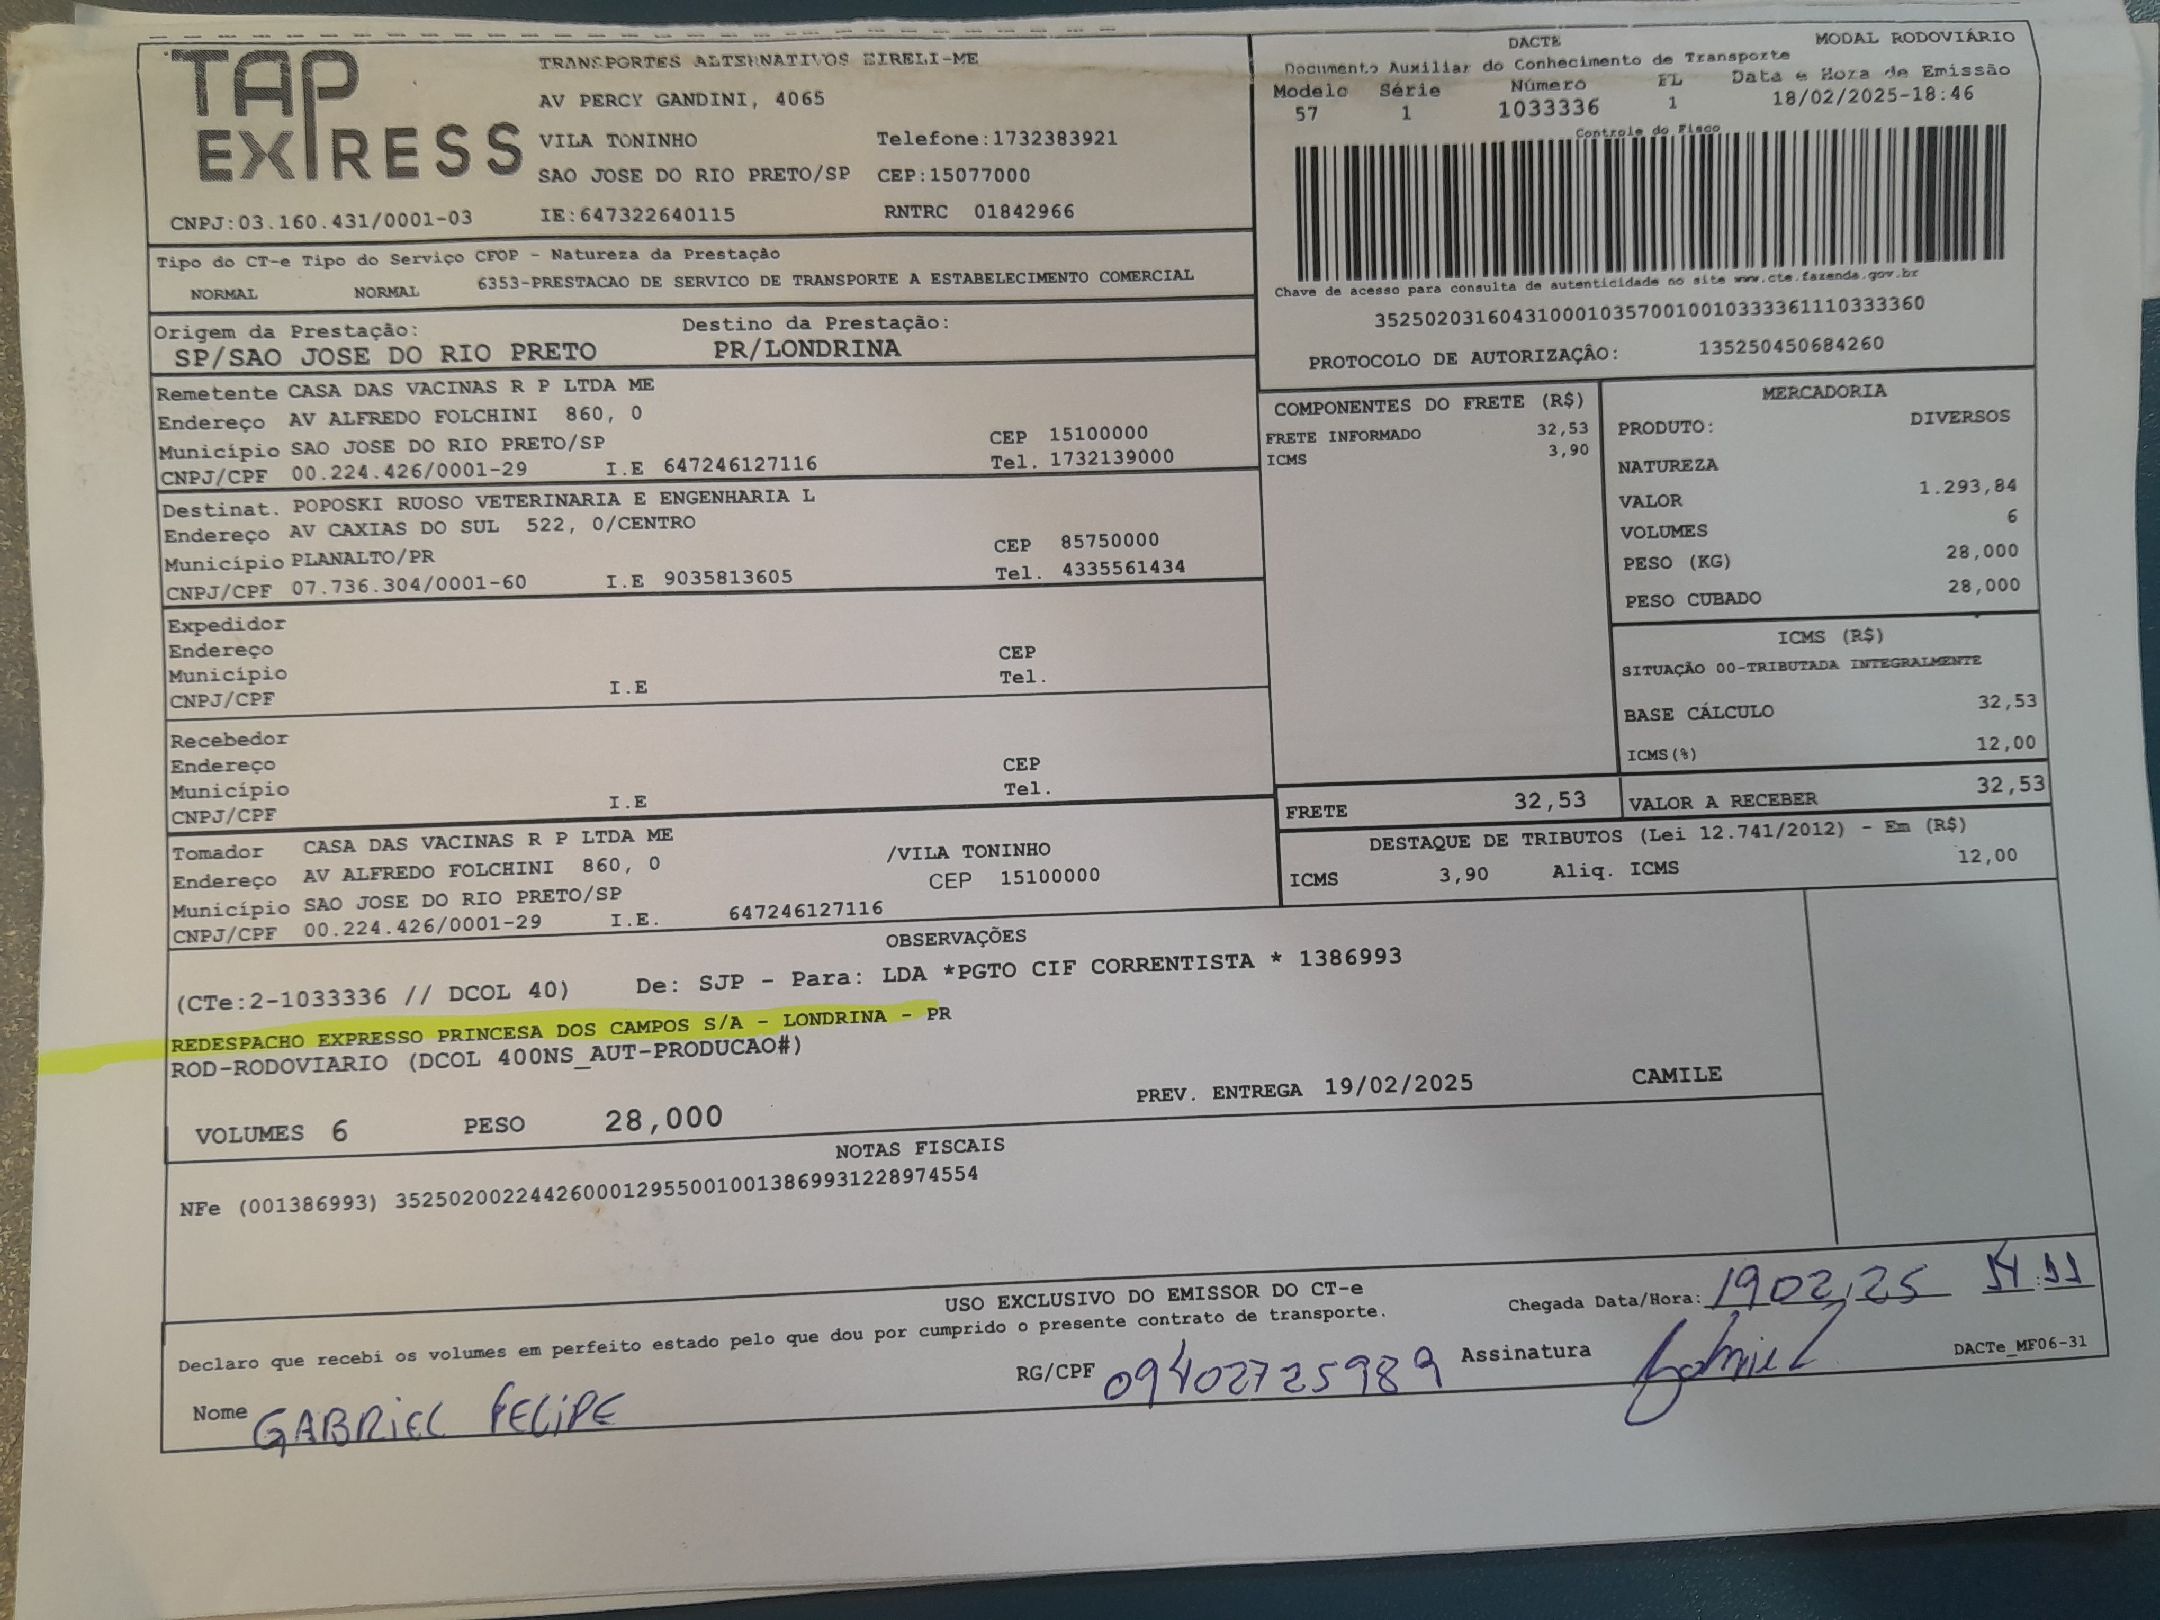 TAP EXPRESS
TRANSPORTES ALTERNATIVOS EIRELI-ME
AV PERCY GANDINI, 4065
VILA TONINHO Telefone:1732383921
SAO JOSE DO RIO PRETO/SP CEP:15077000
CNPJ:03.160.431/0001-03 IE:647322640115 RNTRC 01842966
DACTE MODAL RODOVIÁRIO
Documento Auxiliar do Conhecimento de Transporte
Modelo Série Número FL Data e Hora de Emissão
57 1 1033336 1 18/02/2025-18:46
Controle do Fisco
Chave de acesso para consulta de autenticidade no site www.cte.fazenda.gov.br
35250203160431000103570010010333361110333360
PROTOCOLO DE AUTORIZAÇÂO: 135250450684260
Tipo do CT-e Tipo do Serviço CFOP - Natureza da Prestação
NORMAL NORMAL 6353-PRESTACAO DE SERVICO DE TRANSPORTE A ESTABELECIMENTO COMERCIAL
Origem da Prestação: Destino da Prestação:
SP/SAO JOSE DO RIO PRETO PR/LONDRINA
Remetente CASA DAS VACINAS R P LTDA ME
Endereço AV ALFREDO FOLCHINI 860, 0
Município SAO JOSE DO RIO PRETO/SP CEP 15100000
CNPJ/CPF 00.224.426/0001-29 I.E 647246127116 Tel. 1732139000
Destinat. POPOSKI RUOSO VETERINARIA E ENGENHARIA L
Endereço AV CAXIAS DO SUL 522, 0/CENTRO
Município PLANALTO/PR CEP 85750000
CNPJ/CPF 07.736.304/0001-60 I.E 9035813605 Tel. 4335561434
Expedidor
Endereço CEP
Município Tel.
CNPJ/CPF I.E
Recebedor
Endereço CEP
Município Tel.
CNPJ/CPF I.E
Tomador CASA DAS VACINAS R P LTDA ME
Endereço AV ALFREDO FOLCHINI 860, 0 /VILA TONINHO
Município SAO JOSE DO RIO PRETO/SP CEP 15100000
CNPJ/CPF 00.224.426/0001-29 I.E. 647246127116
COMPONENTES DO FRETE (R$)
FRETE INFORMADO 32,53
ICMS 3,90
MERCADORIA
PRODUTO: DIVERSOS
NATUREZA
VALOR 1.293,84
VOLUMES 6
PESO (KG) 28,000
PESO CUBADO 28,000
ICMS (R$)
SITUAÇÃO 00-TRIBUTADA INTEGRALMENTE
BASE CÁLCULO 32,53
ICMS(%) 12,00
FRETE 32,53 VALOR A RECEBER 32,53
DESTAQUE DE TRIBUTOS (Lei 12.741/2012) - Em (R$)
ICMS 3,90 Aliq. ICMS 12,00
OBSERVAÇÕES
(CTe:2-1033336 // DCOL 40) De: SJP - Para: LDA *PGTO CIF CORRENTISTA * 1386993
REDESPACHO EXPRESSO PRINCESA DOS CAMPOS S/A - LONDRINA - PR
ROD-RODOVIARIO (DCOL 400NS_AUT-PRODUCAO#)
PREV. ENTREGA 19/02/2025 CAMILE
VOLUMES 6 PESO 28,000
NOTAS FISCAIS
NFe (001386993) 35250200224426000129550010013869931228974554
USO EXCLUSIVO DO EMISSOR DO CT-e
Declaro que recebi os volumes em perfeito estado pelo que dou por cumprido o presente contrato de transporte.
Chegada Data/Hora: 19 02 25
Nome GABRIEL FELIPE RG/CPF 09402725989 Assinatura Gabriel
DACTe_MF06-31